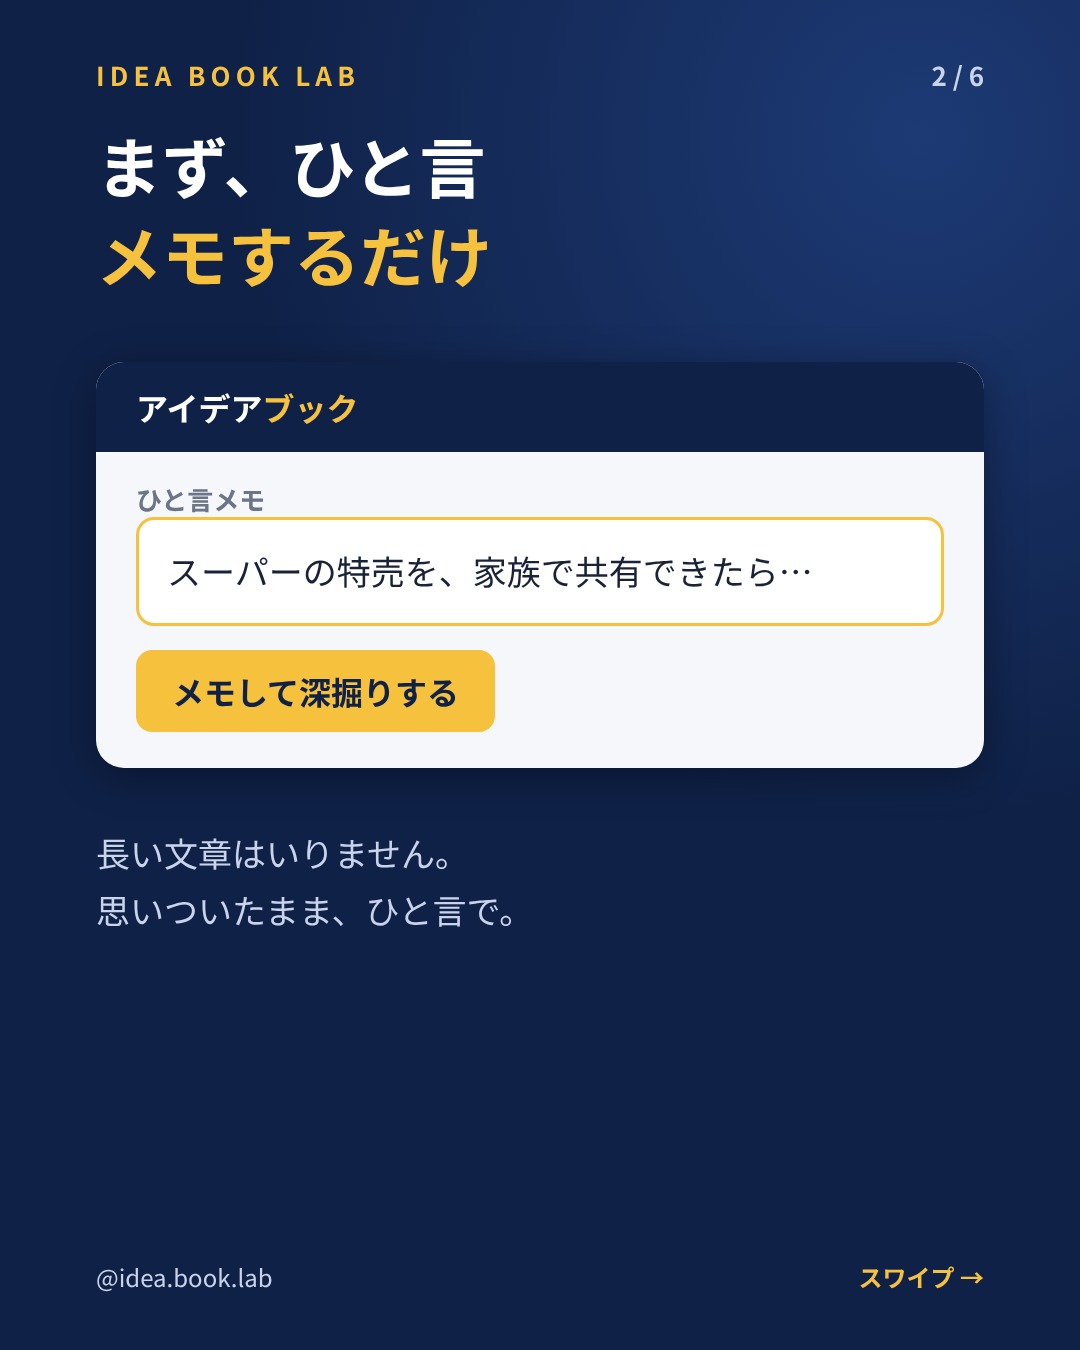 IDEA BOOK LAB
2 / 6
まず、ひと言
メモするだけ
アイデアブック
ひと言メモ
スーパーの特売を、家族で共有できたら…
メモして深掘りする
長い文章はいりません。
思いついたまま、ひと言で。
@idea.book.lab
スワイプ →